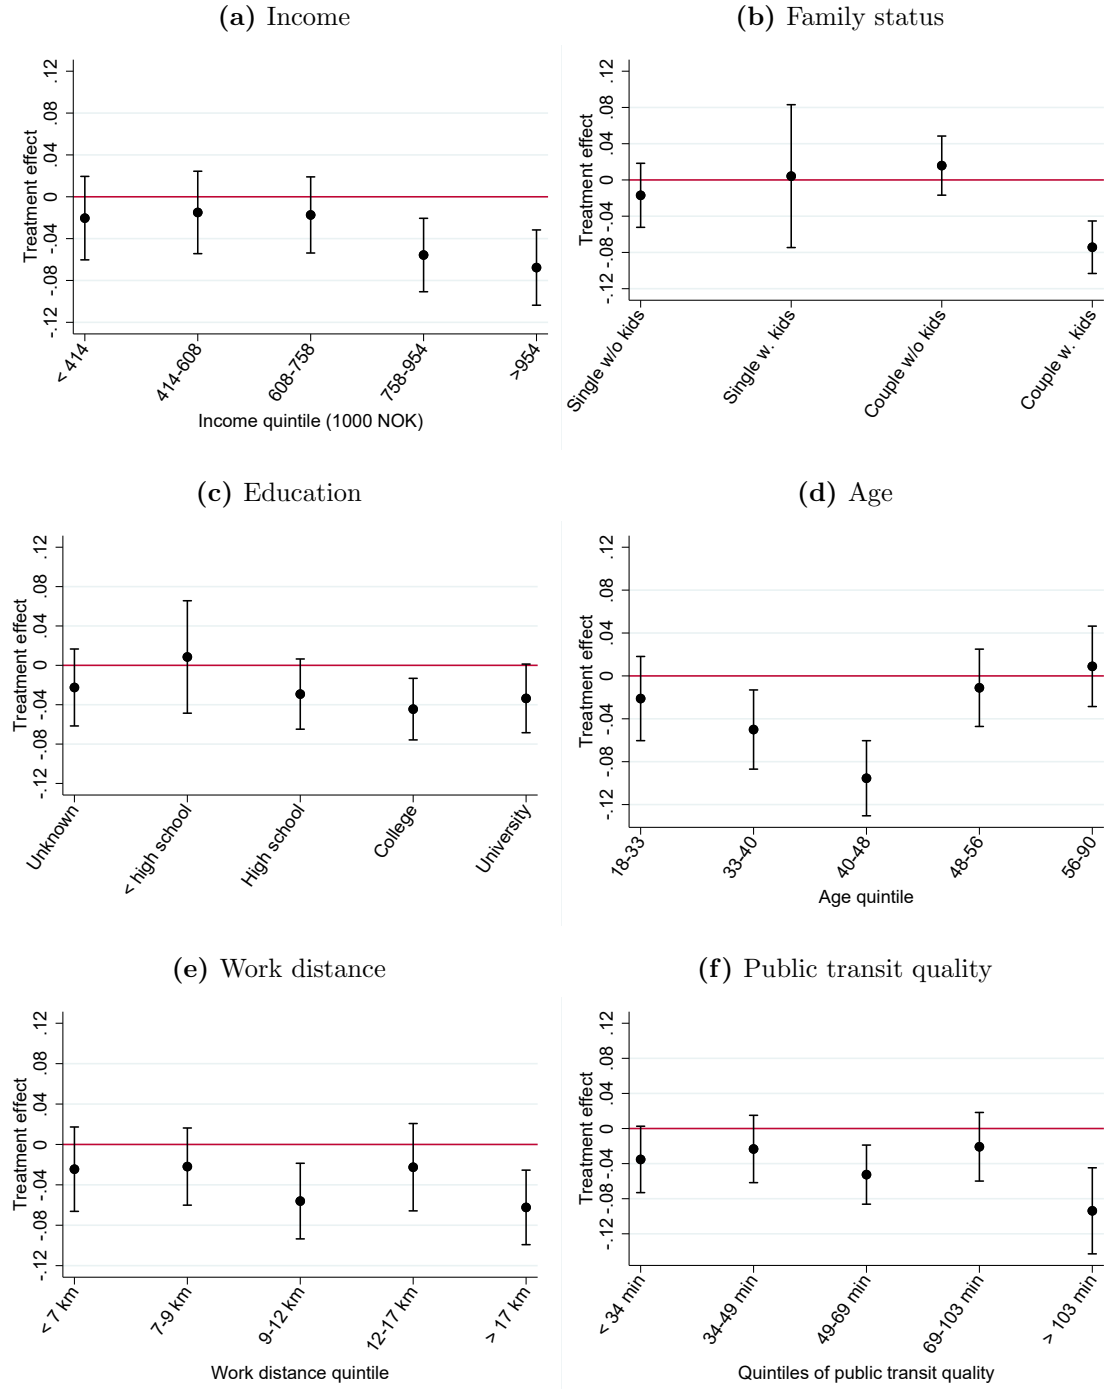 (a) Income
.12
.08
.04
0
-.04
-.08
-.12
Treatment effect
< 414
414-608
608-758
758-954
>954
Income quintile (1000 NOK)
(b) Family status
.12
.08
.04
0
-.04
-.08
-.12
Treatment effect
Single w/o kids
Single w. kids
Couple w/o kids
Couple w. kids
(c) Education
.12
.08
.04
0
-.04
-.08
-.12
Treatment effect
Unknown
< high school
High school
College
University
(d) Age
.12
.08
.04
0
-.04
-.08
-.12
Treatment effect
18-33
33-40
40-48
48-56
56-90
Age quintile
(e) Work distance
.12
.08
.04
0
-.04
-.08
-.12
Treatment effect
< 7 km
7-9 km
9-12 km
12-17 km
> 17 km
Work distance quintile
(f) Public transit quality
.12
.08
.04
0
-.04
-.08
-.12
Treatment effect
< 34 min
34-49 min
49-69 min
69-103 min
> 103 min
Quintiles of public transit quality